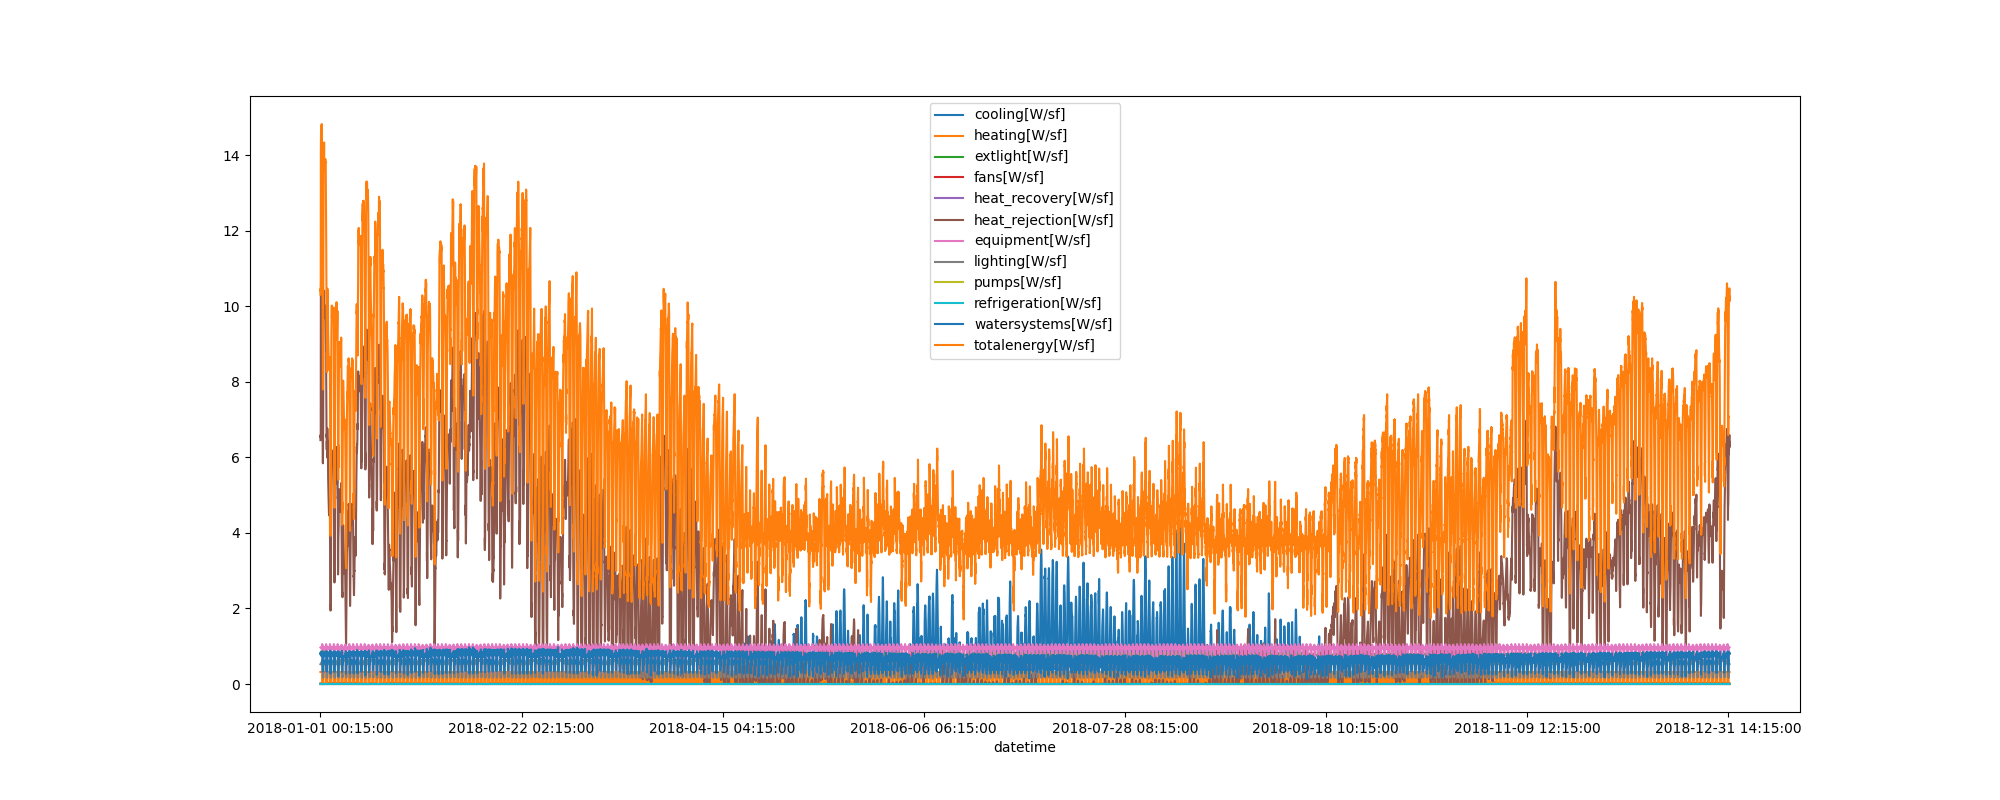 cooling[W/sf]
heating[W/sf]
extlight[W/sf]
fans[W/sf]
heat_recovery[W/sf]
heat_rejection[W/sf]
equipment[W/sf]
lighting[W/sf]
pumps[W/sf]
refrigeration[W/sf]
watersystems[W/sf]
totalenergy[W/sf]
14
12
10
8
6
4
2
0
2018-01-01 00:15:00 2018-02-22 02:15:00 2018-04-15 04:15:00 2018-06-06 06:15:00 2018-07-28 08:15:00 2018-09-18 10:15:00 2018-11-09 12:15:00 2018-12-31 14:15:00
datetime